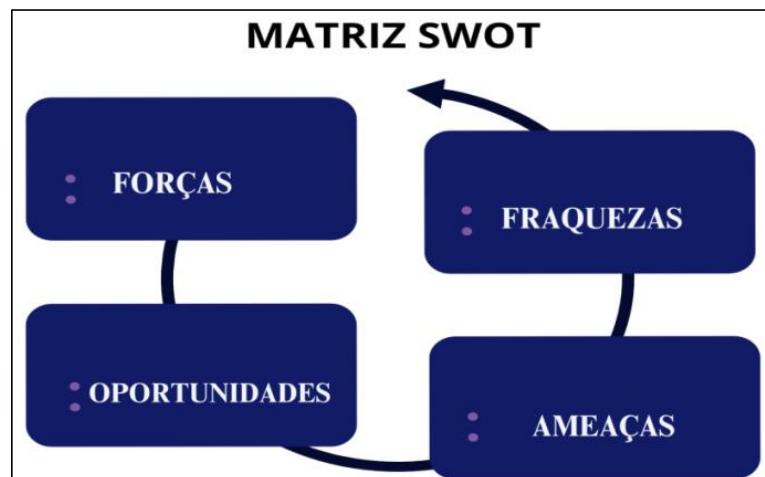 MATRIZ SWOT
FORÇAS
FRAQUEZAS
OPORTUNIDADES
AMEAÇAS